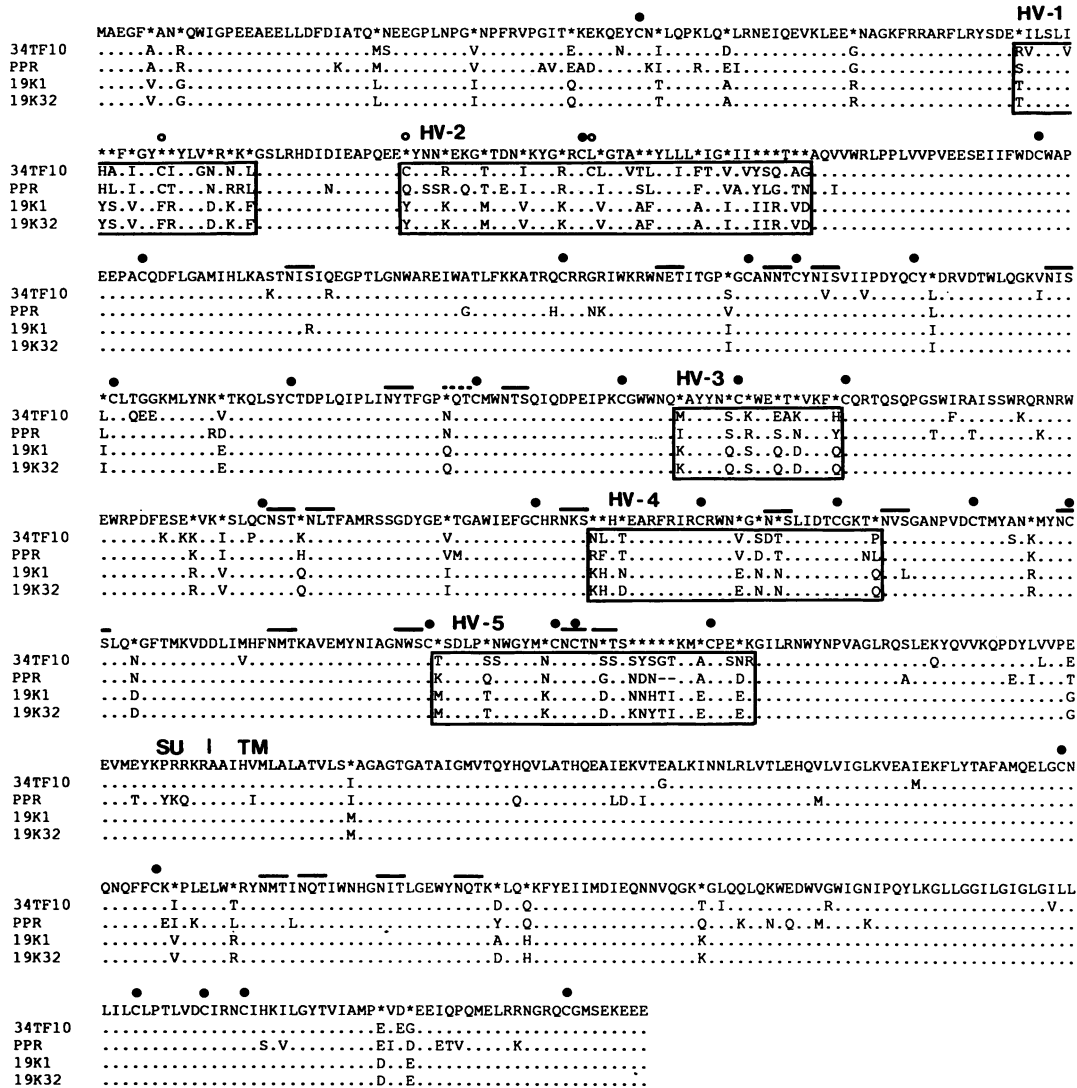 HV-1
MAEGF*AN*QWIGPEEAEELLDFDIATQ*NEEGPLNPG*NPFRVPGIT*KEKQEYCN*LQPKLQ*LRNEIQEVKLEE*NAGKFRRARFLRYSDE*ILSLI
34TF10 .....A..R...................MS........V.........E....N...I......D.............G................RV...V
PPR .....A..R................I...M.........V......AV.EAD.....KI...R..EI............G................S.....
19K1 .....V..G...................L.........I.........Q........T......A.............R................T.....
19K32 .....V..G...................L.........I.........Q........T......A.............R................T.....
HV-2
**F*GY**YLV*R*K*GSLRHDIDIEAPQEE*YNN*EKG*TDN*KYG*RCL*GTA**YLLL*IG*II***T**AQVVWRLPPLVVPVEESEIIFWDCWAP
34TF10 HA.I..CI..GN.N.L...............C...R...T...I...R.CL..VTL..I.FT.V.VYSQ.AG............................
PPR HL.I..CT...N.RRL.......N.......Q.SSR.Q.T.EI...R...I...SL...F..VA.YLG.TN..I..........................
19K1 YS.V..FR...D.K.F...............Y...K...M...V...K...V...AF....A..I.IIR.VD............................
19K32 YS.V..FR...D.K.F...............Y...K...M...V...K...V...AF....A..I.IIR.VD............................
EEPACQDFLGAMIHLKASTNISIQEGPTLGNWAREIWATLFKKATRQCRRGRIWKRWNETITGP*GCANNTCYNISVIIPDYQCY*DRVDTWLQGKVNIS
34TF10 .................K.....R........................................S.........V...V......L..........I...
PPR .....................................G........H...NK.............V....................L..............
19K1 .....................R..........................................I....................I..............
19K32 ................................................................I....................I..............
*CLTGGKMLYNK*TKQLSYCTDPLQIPLINYTFGP*QTCMWNTSQIQDPEIPKCGWWNQ*AYYN*C*WE*T*VKF*CQRTQSQPGSWIRAISSWRQRNRW
HV-3
34TF10 L..QEE......V......................N.......................M....S.K..EAK...H...........F......K.....
PPR L..........RD......................N.......................I....S.R..S.N...Y.........T...T......K...
19K1 I...........E......................Q.......................K....Q.S..Q.D...Q........................
19K32 I...........E......................Q.......................K....Q.S..Q.D...Q........................
HV-4
EWRPDFESE*VK*SLQCNST*NLTFAMRSSGDYGE*TGAWIEFGCHRNKS**H*EARFRIRCRWN*G*N*SLIDTCGKT*NVSGANPVDCTMYAN*MYNC
34TF10 ......K.KK..I..P....K..............V..............NL.T...........V.SDT.........P.............S.K....
PPR .........K..I.......H..............VM.............RF.T...........V.D.T........NL...............K....
19K1 .........R..V.......Q..............I..............KH.N...........E.N.N.........Q..L............R....
19K32 .........R..V.......Q..............I..............KH.D...........E.N.N.........Q...............R....
HV-5
SLQ*GFTMKVDDLIMHFNMTKAVEMYNIAGNWSC*SDLP*NWGYM*CNCTN*TS*****KM*CPE*KGILRNWYNPVAGLRQSLEKYQVVKQPDYLVVPE
34TF10 ...N..........V...................T....SS....N.....SS.SYSGT..A..SNR....................Q.........L..E
PPR ...N..............................K....Q.....K.....G..NDN--..A...D...............A..........E.I...T
19K1 ...D..............................M....T.....K.....D..NNHTI..E...E.................................G
19K32 ...D..............................M....T.....K.....D..KNYTI..E...E.................................G
SU | TM
EVMEYKPRRKRAAIHVMLALATVLS*AGAGTGATAIGMVTQYHQVLATHQEAIEKVTEALKINNLRLVTLEHQVLVIGLKVEAIEKFLYTAFAMQELGCN
34TF10 .........................I...............................G.........................M................
PPR ...E..YKQ......I.........I................Q.........LD.I.................M..........................
19K1 .........................M..........................................................................
19K32 .........................M..........................................................................
QNQFFCK*PLELW*RYNMTINQTIWNHGNITLGEWYNQTK*LQ*KFYEIIMDIEQNNVQGK*GLQQLQKWEDWVGWIGNIPQYLKGLLGGILGIGLGILL
34TF10 .......I.....T..........................D..Q.................T.I..........R......................V..
PPR ......EI.K...L.....L....................Y..Q.................Q...K..N.Q..M....K.....................
19K1 .......V.....R..........................A..H.................K......................................
19K32 .......V.....R..........................D..H.................K......................................
LILCLPTLVDCIRNCIHKILGYTVIAMP*VD*EEIQPQMELRRNGRQCGMSEKEEE
34TF10 ............................E.EG........................
PPR ................S.V.........EI.D..ETV.....K.............
19K1 ............................D..E........................
19K32 ............................D..E........................